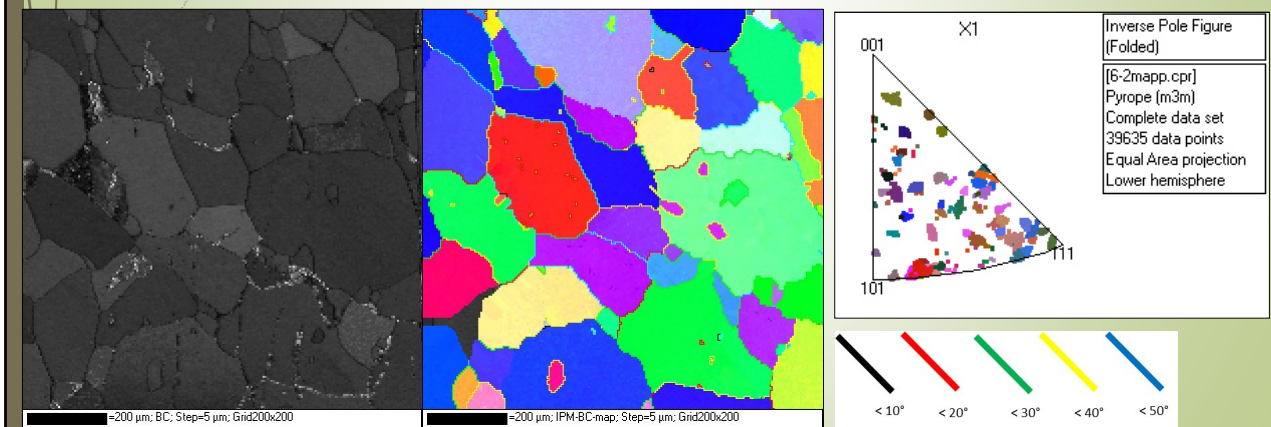 =200 µm; BC; Step=5 µm; Grid200x200
=200 µm; IPM-BC-map; Step=5 µm; Grid200x200
X1
001
101
111
Inverse Pole Figure
(Folded)
[6-2mapp.cpr]
Pyrope (m3m)
Complete data set
39635 data points
Equal Area projection
Lower hemisphere
< 10°
< 20°
< 30°
< 40°
< 50°